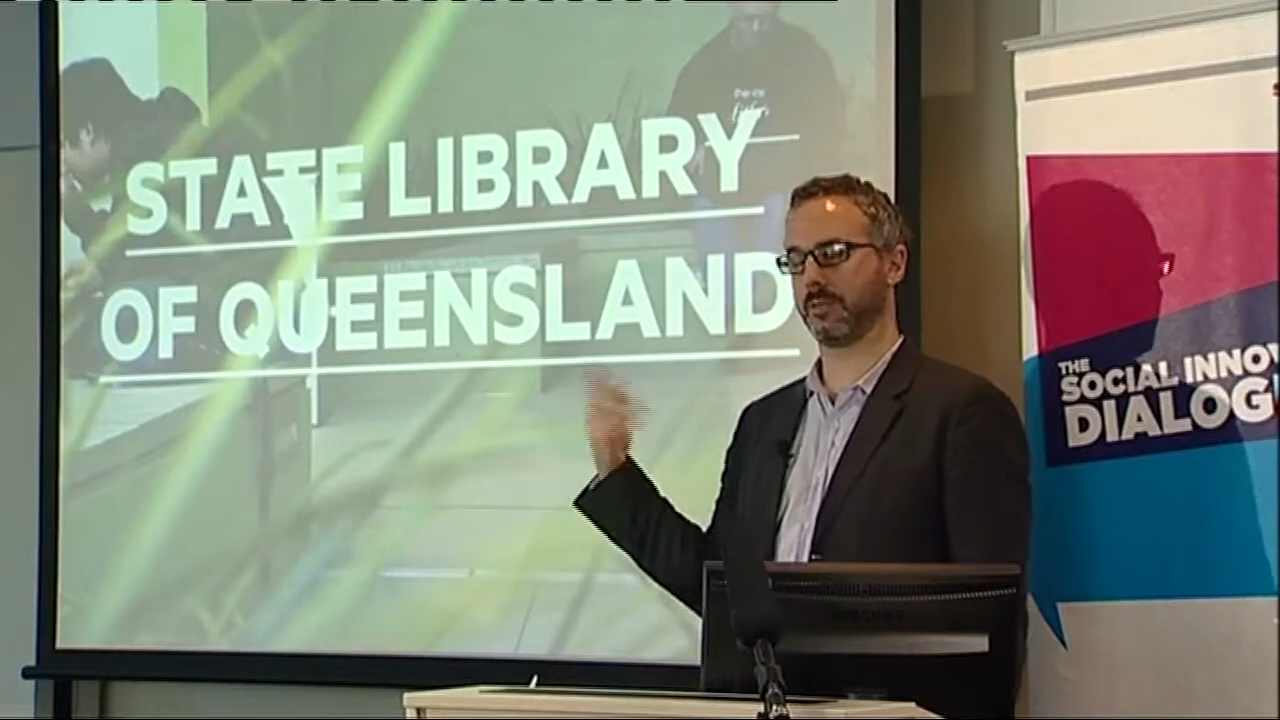 STATE LIBRARY
OF QUEENSLAND
THE
SOCIAL INNOV
DIALOG